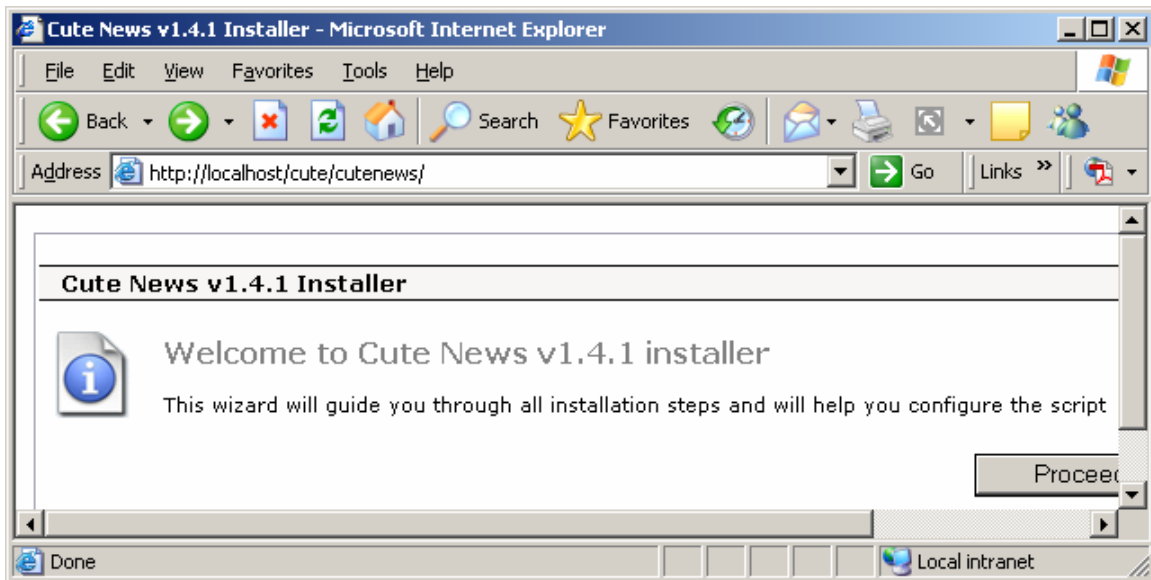 Cute News v1.4.1 Installer - Microsoft Internet Explorer
File Edit View Favorites Tools Help
Back Search Favorites
Address http://localhost/cute/cutenews/ Go Links »
Cute News v1.4.1 Installer
Welcome to Cute News v1.4.1 installer
This wizard will guide you through all installation steps and will help you configure the script
Proceed
Done Local intranet